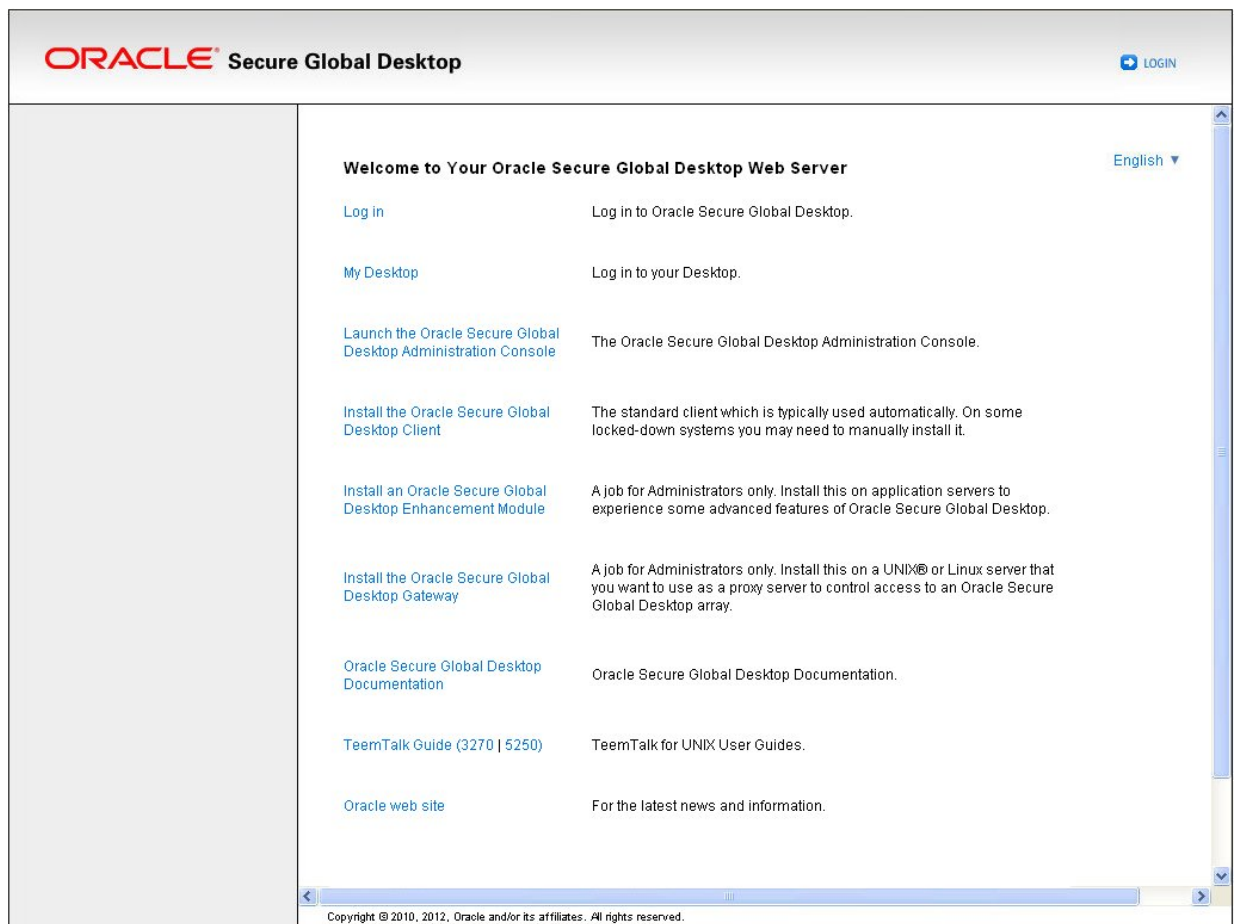 ORACLE® Secure Global Desktop
LOGIN
English ▼
Welcome to Your Oracle Secure Global Desktop Web Server
Log in
Log in to Oracle Secure Global Desktop.
My Desktop
Log in to your Desktop.
Launch the Oracle Secure Global
Desktop Administration Console
The Oracle Secure Global Desktop Administration Console.
Install the Oracle Secure Global
Desktop Client
The standard client which is typically used automatically. On some
locked-down systems you may need to manually install it.
Install an Oracle Secure Global
Desktop Enhancement Module
A job for Administrators only. Install this on application servers to
experience some advanced features of Oracle Secure Global Desktop.
Install the Oracle Secure Global
Desktop Gateway
A job for Administrators only. Install this on a UNIX® or Linux server that
you want to use as a proxy server to control access to an Oracle Secure
Global Desktop array.
Oracle Secure Global Desktop
Documentation
Oracle Secure Global Desktop Documentation.
TeemTalk Guide (3270 | 5250)
TeemTalk for UNIX User Guides.
Oracle web site
For the latest news and information.
Copyright © 2010, 2012, Oracle and/or its affiliates. All rights reserved.